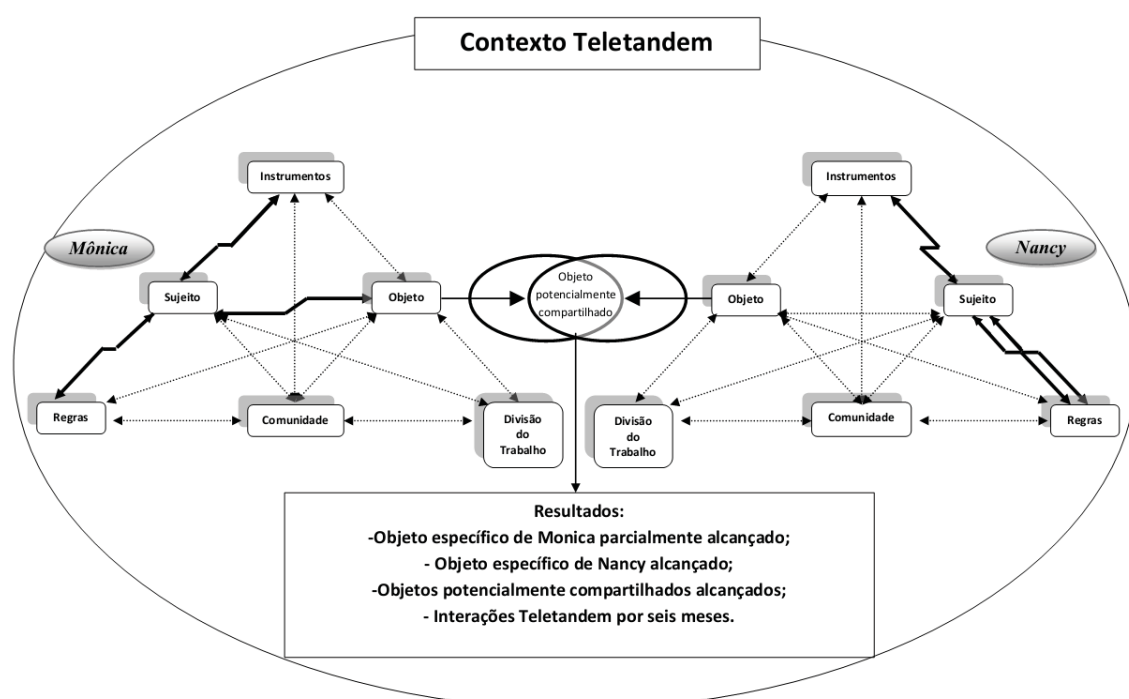 Contexto Teletandem
Instrumentos
Instrumentos
Mônica
Nancy
Sujeito
Objeto
Objeto
potencialmente
compartilhado
Objeto
Sujeito
Regras
Comunidade
Divisão
do
Trabalho
Divisão
do
Trabalho
Comunidade
Regras
Resultados:
-Objeto específico de Monica parcialmente alcançado;
- Objeto específico de Nancy alcançado;
-Objetos potencialmente compartilhados alcançados;
- Interações Teletandem por seis meses.